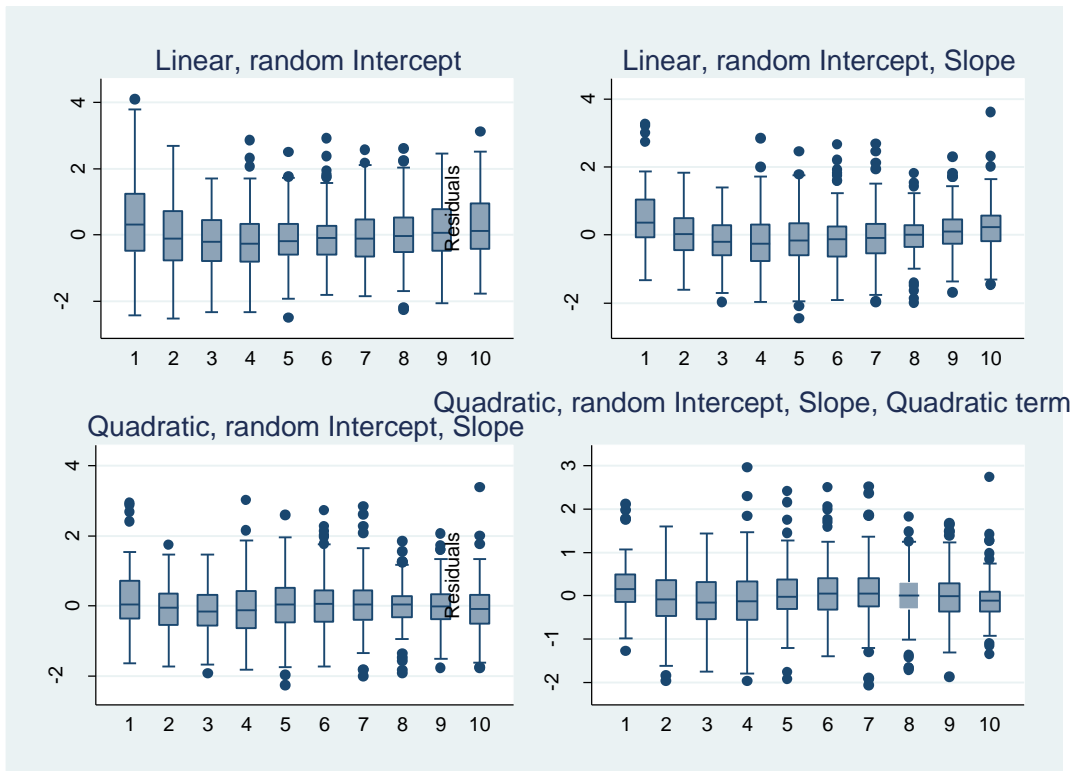 Linear, random Intercept
4
2
0
-2
1 2 3 4 5 6 7 8 9 10
Linear, random Intercept, Slope
Residuals
4
2
0
-2
1 2 3 4 5 6 7 8 9 10
Quadratic, random Intercept, Slope
4
2
0
-2
1 2 3 4 5 6 7 8 9 10
Quadratic, random Intercept, Slope, Quadratic term
Residuals
3
2
1
0
-1
-2
1 2 3 4 5 6 7 8 9 10